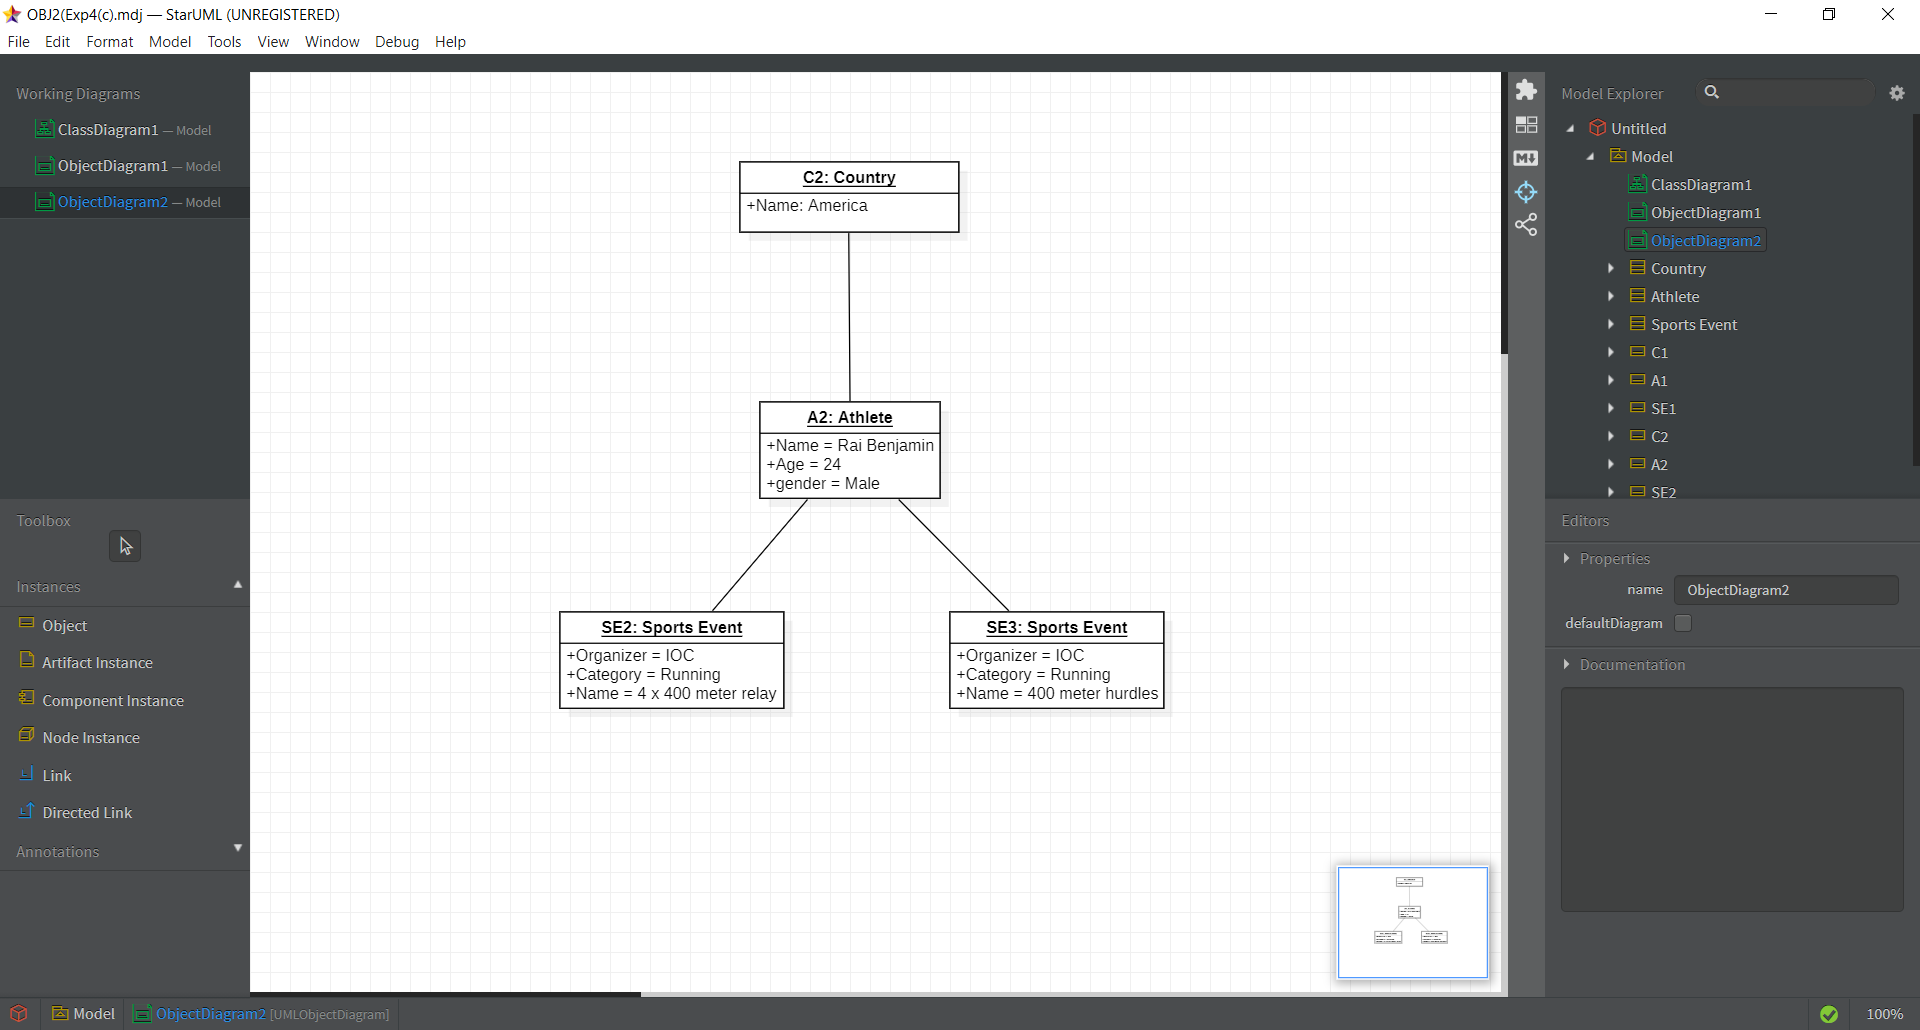 OBJ2(Exp4(c).mdj — StarUML (UNREGISTERED)
File Edit Format Model Tools View Window Debug Help
Working Diagrams
ClassDiagram1 — Model
ObjectDiagram1 — Model
ObjectDiagram2 — Model
Toolbox
Instances
Object
Artifact Instance
Component Instance
Node Instance
Link
Directed Link
Annotations
C2: Country
+Name: America
A2: Athlete
+Name = Rai Benjamin
+Age = 24
+gender = Male
SE2: Sports Event
+Organizer = IOC
+Category = Running
+Name = 4 x 400 meter relay
SE3: Sports Event
+Organizer = IOC
+Category = Running
+Name = 400 meter hurdles
M
Model Explorer
Untitled
Model
ClassDiagram1
ObjectDiagram1
ObjectDiagram2
Country
Athlete
Sports Event
C1
A1
SE1
C2
A2
SE2
Editors
Properties
name ObjectDiagram2
defaultDiagram
Documentation
Model ObjectDiagram2 [UMLObjectDiagram]
100%